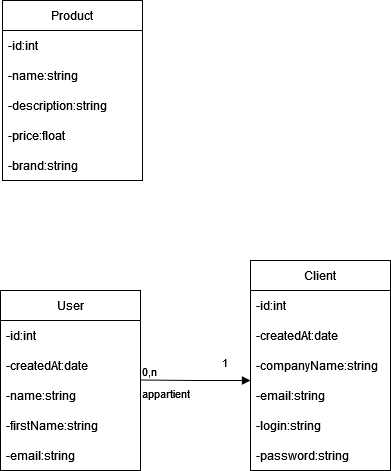 Product
-id:int
-name:string
-description:string
-price:float
-brand:string
User
-id:int
-createdAt:date
-name:string
-firstName:string
-email:string
0,n
1
appartient
Client
-id:int
-createdAt:date
-companyName:string
-email:string
-login:string
-password:string